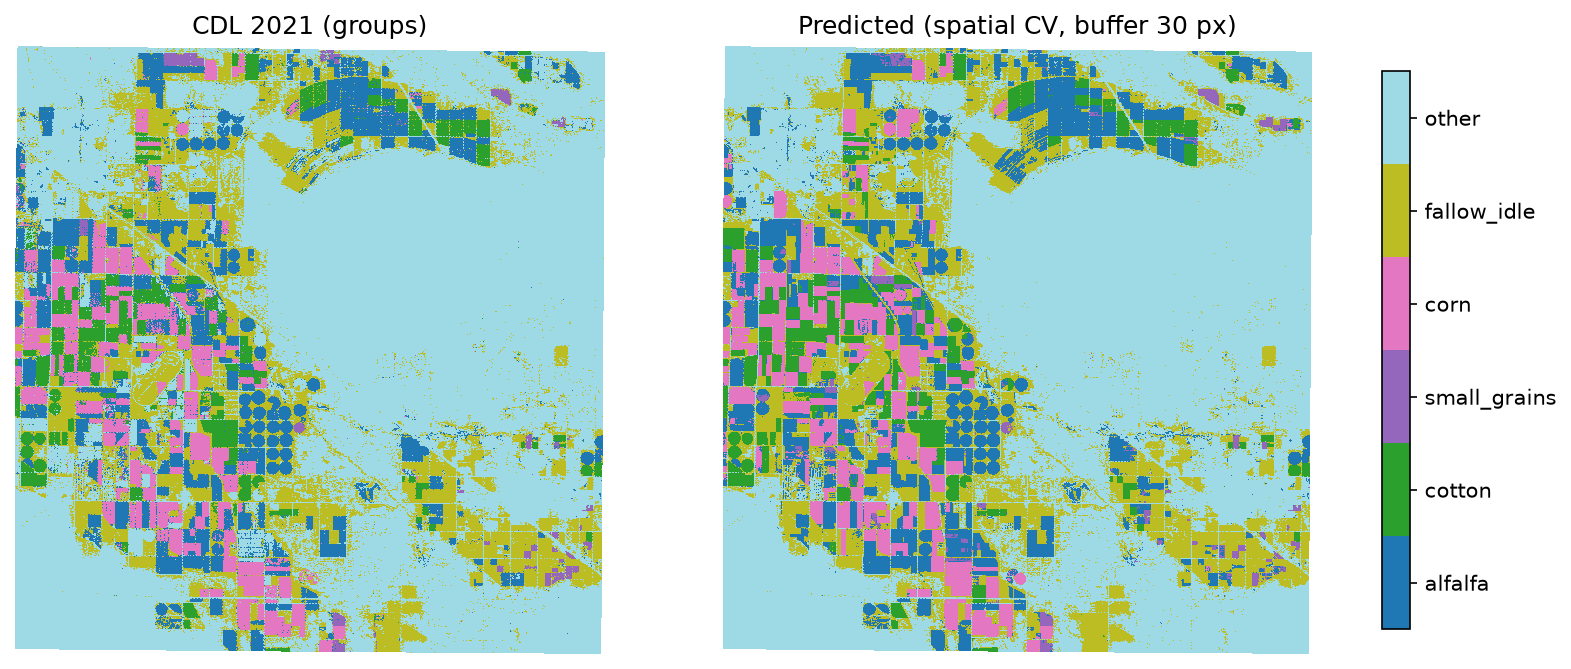 CDL 2021 (groups)
Predicted (spatial CV, buffer 30 px)
other
fallow_idle
corn
small_grains
cotton
alfalfa